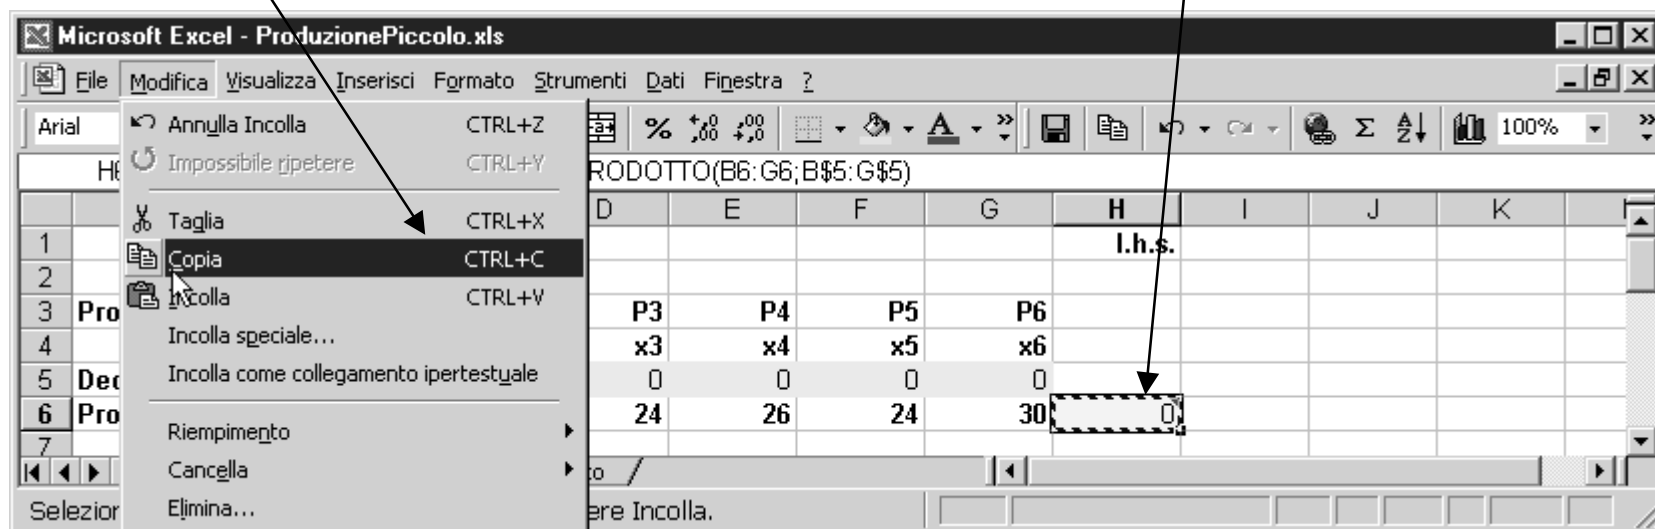 Microsoft Excel - ProduzionePiccolo.xls
File Modifica Visualizza Inserisci Formato Strumenti Dati Finestra ?
Arial % 100%
Annulla Incolla CTRL+Z
Impossibile ripetere CTRL+Y
RODOTTO(B6:G6;B$5:G$5)
Taglia CTRL+X
D E F G H I J K
1 l.h.s.
Copia CTRL+C
2
Incolla CTRL+V
3 Pro P3 P4 P5 P6
Incolla speciale...
4 x3 x4 x5 x6
Incolla come collegamento ipertestuale
5 Dec 0 0 0 0
6 Pro 24 26 24 30 0
Riempimento
7
Cancella
to
Elimina...
Selezior ere Incolla.